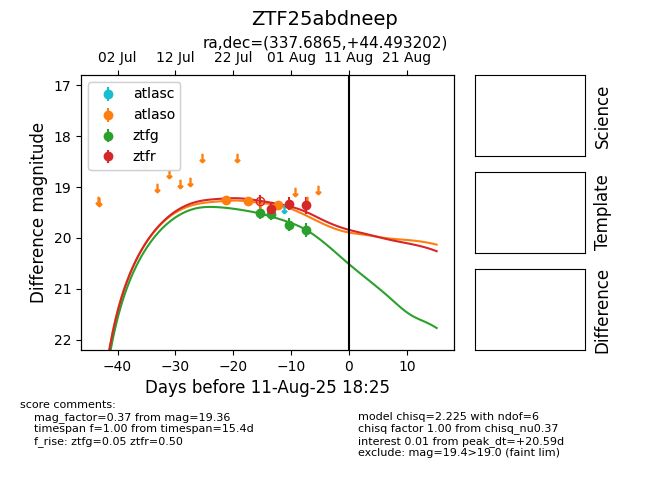 ZTF25abdneep
ra,dec=(337.6865,+44.493202)
02 Jul 12 Jul 22 Jul 01 Aug 11 Aug 21 Aug
17
18
19
20
21
22
Difference magnitude
atlasc
atlaso
ztfg
ztfr
−40 −30 −20 −10 0 10
Days before 11-Aug-25 18:25
Science
Template
Difference
score comments:
mag_factor=0.37 from mag=19.36
timespan f=1.00 from timespan=15.4d
f_rise: ztfg=0.05 ztfr=0.50
model chisq=2.225 with ndof=6
chisq factor 1.00 from chisq_nu0.37
interest 0.01 from peak_dt=+20.59d
exclude: mag=19.4>19.0 (faint lim)